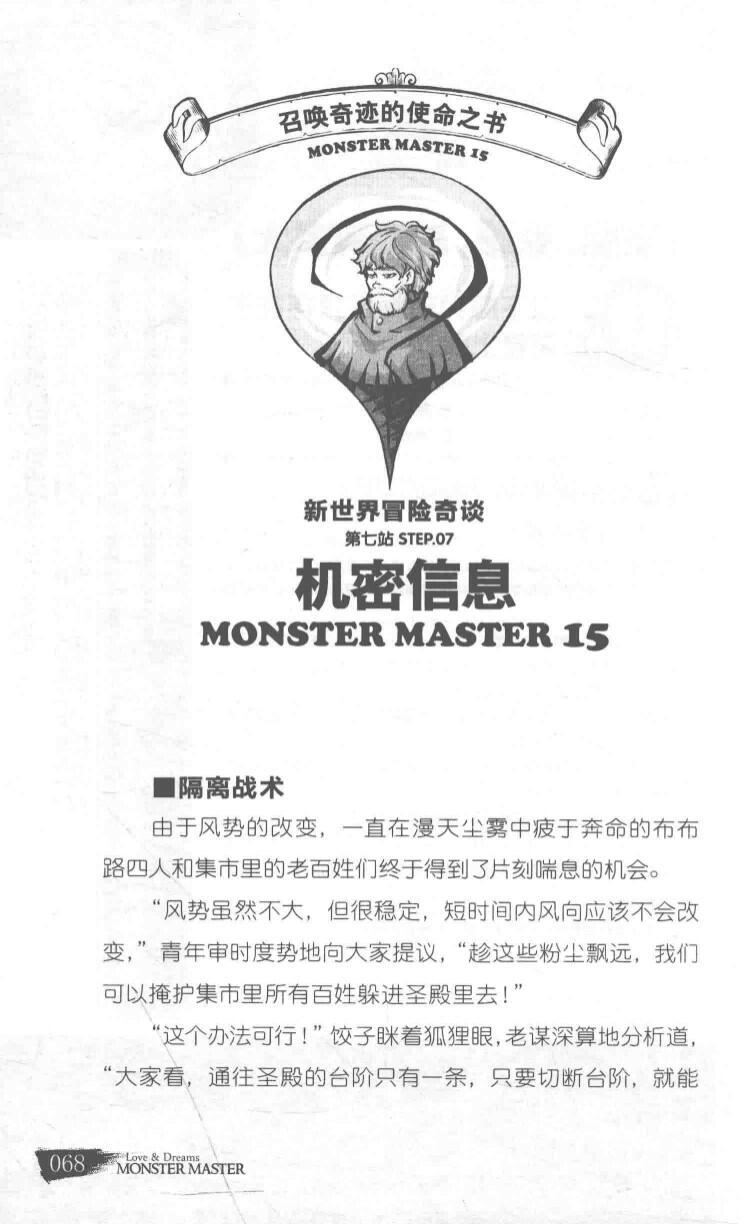 召唤奇迹的使命之书
MONSTER MASTER 15
新世界冒险奇谈
第七站 STEP.07
机密信息
MONSTER MASTER 15
■隔离战术
由于风势的改变，一直在漫天尘雾中疲于奔命的布布
路四人和集市里的老百姓们终于得到了片刻喘息的机会。
“风势虽然不大，但很稳定，短时间内风向应该不会改
变，”青年审时度势地向大家提议，“趁这些粉尘飘远，我们
可以掩护集市里所有百姓躲进圣殿里去！”
“这个办法可行！”饺子眯着狐狸眼，老谋深算地分析道，
“大家看，通往圣殿的台阶只有一条，只要切断台阶，就能
068
Love & Dreams
MONSTER MASTER